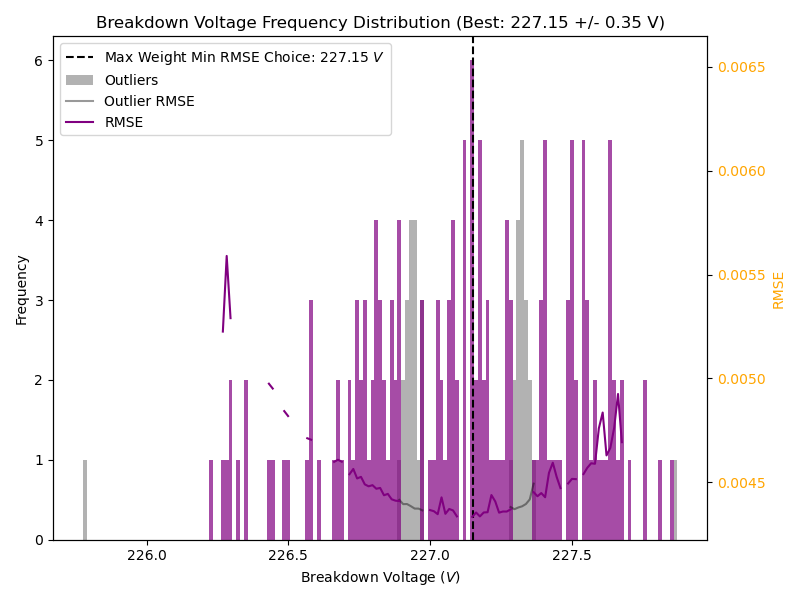 Breakdown Voltage Frequency Distribution (Best: 227.15 +/- 0.35 V)
Max Weight Min RMSE Choice: 227.15 V
Outliers
Outlier RMSE
RMSE
6
5
4
3
2
1
0
Frequency
0.0065
0.0060
0.0055
0.0050
0.0045
RMSE
226.0 226.5 227.0 227.5
Breakdown Voltage (V)